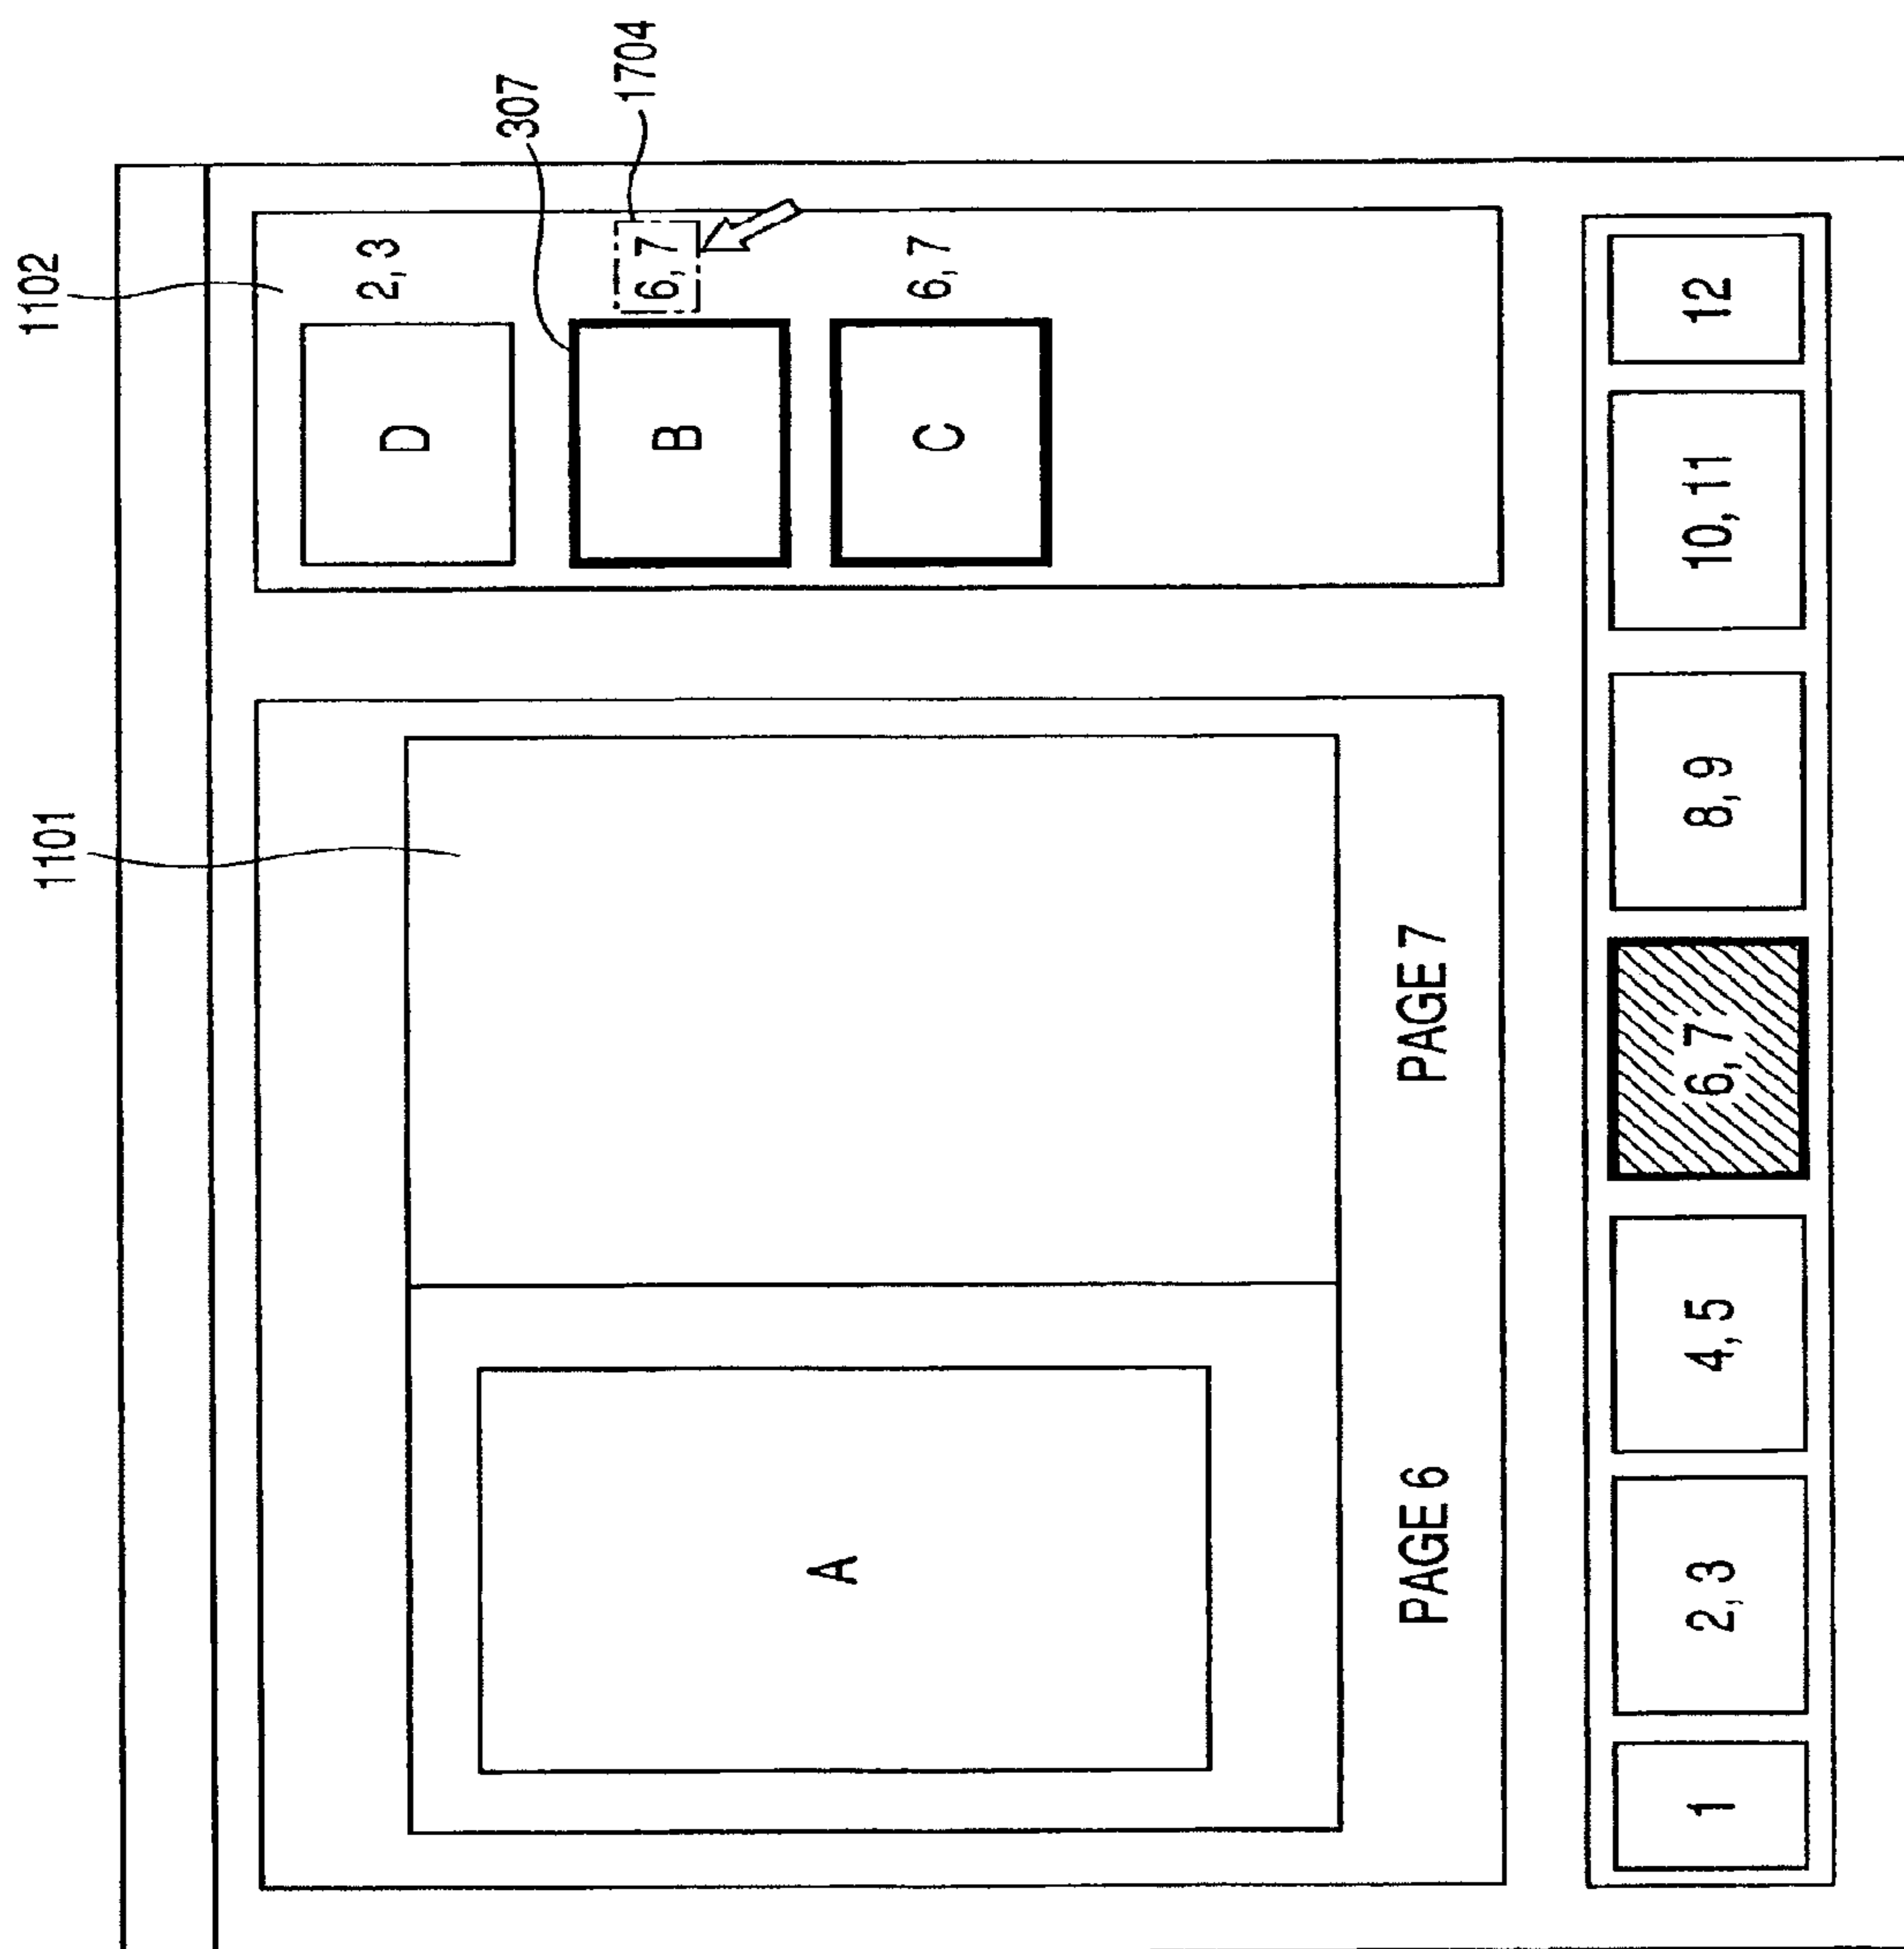 1101
1102
307
1704
D
2, 3
B
6, 7
C
6, 7
A
PAGE 6
PAGE 7
1
2, 3
4, 5
6, 7
8, 9
10, 11
12